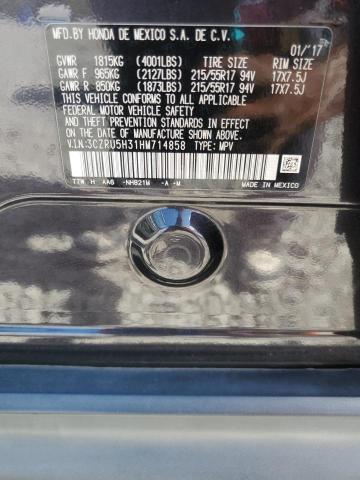 MFD.BY HONDA DE MEXICO S.A. DE C.V. 01/'17
GVWR 1815KG (4001LBS) TIRE SIZE RIM SIZE
GAWR F 965KG (2127LBS) 215/55R17 94V 17X7.5J
GAWR R 850KG (1873LBS) 215/55R17 94V 17X7.5J
THIS VEHICLE CONFORMS TO ALL APPLICABLE
FEDERAL MOTOR VEHICLE SAFETY AND
THEFT PREVENTION STANDARDS IN EFFECT ON
THE DATE OF MANUFACTURE SHOWN ABOVE.
V.I.N:3CZRU5H31HM714858 TYPE: MPV
T7W H AA6 -NH821M -A -M MADE IN MEXICO